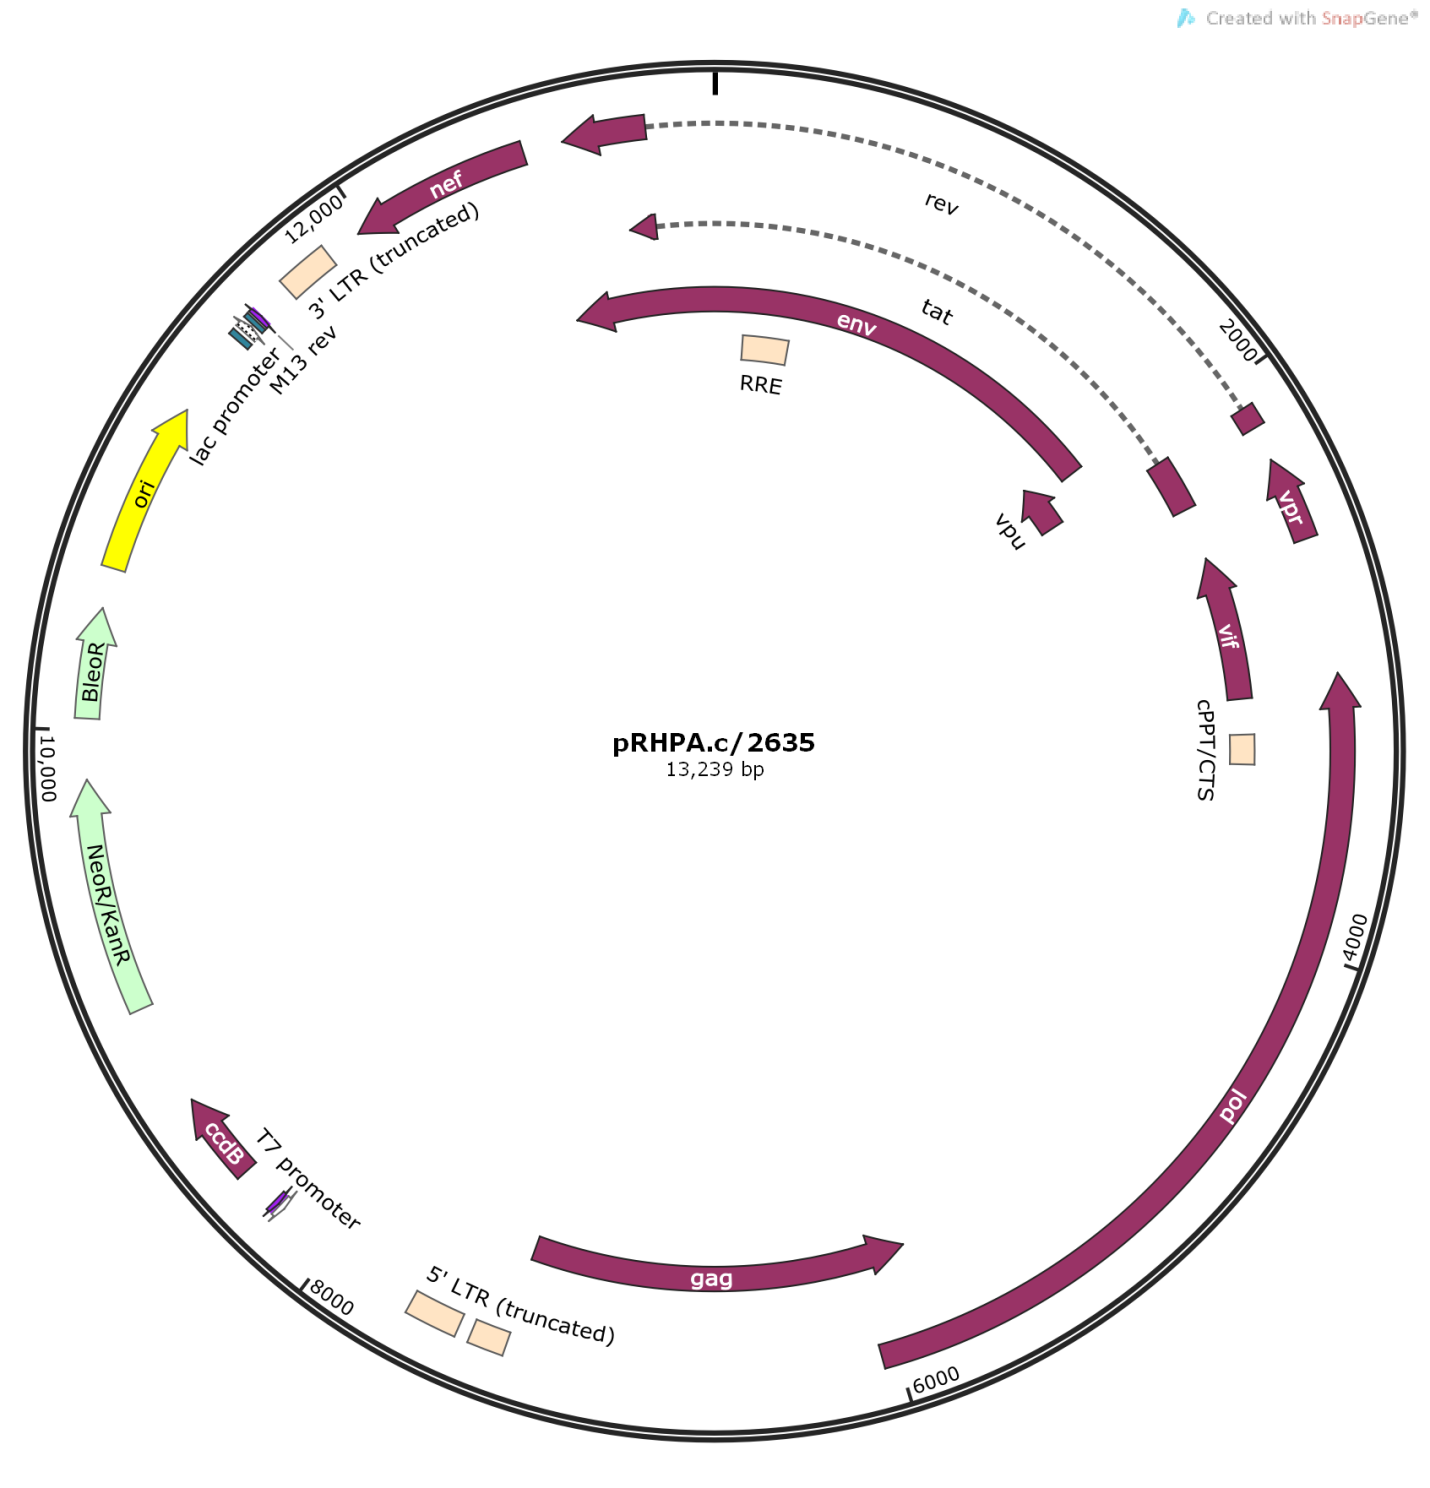 Created with SnapGene®
nef
12,000
3' LTR (truncated)
rev
tat
env
RRE
2000
M13 rev
lac promoter
ori
vpr
vpu
vif
BleoR
cPPT/CTS
pRHPA.c/2635
13,239 bp
10,000
NeoR/KanR
4000
pol
ccdB
T7 promoter
gag
5' LTR (truncated)
8000
6000